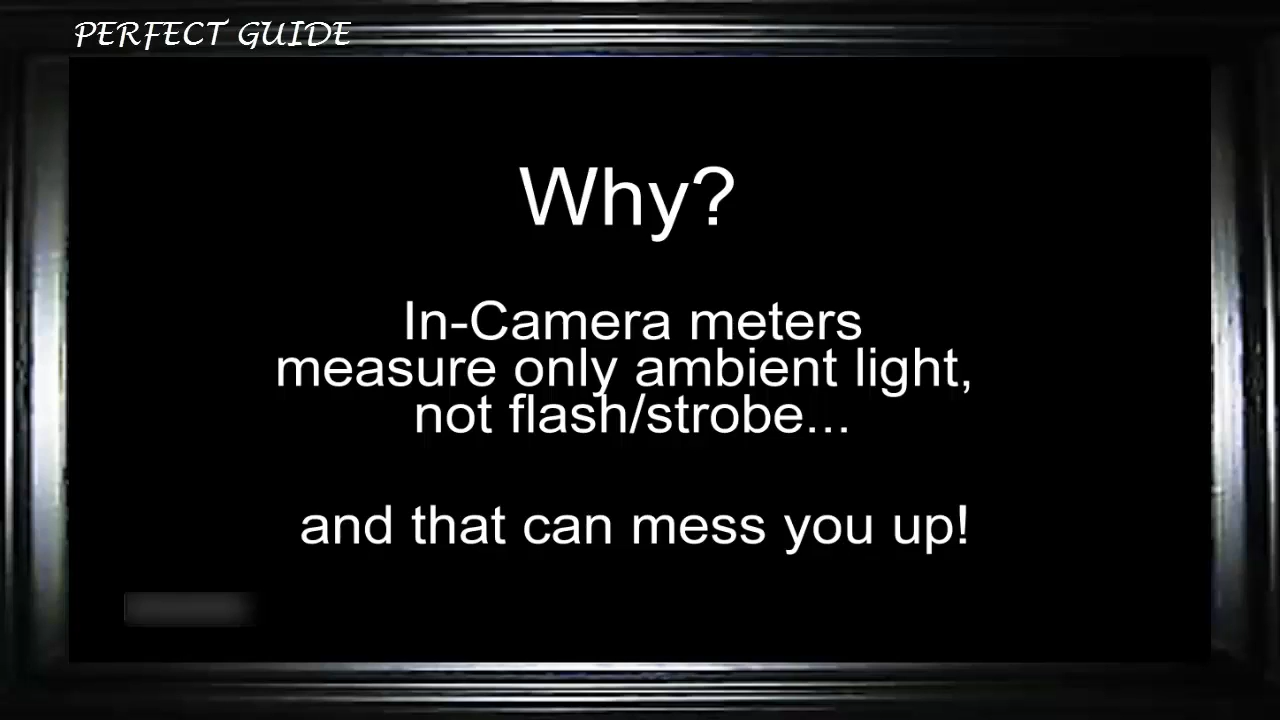 PERFECT GUIDE
Why?
In-Camera meters
measure only ambient light,
not flash/strobe...
and that can mess you up!